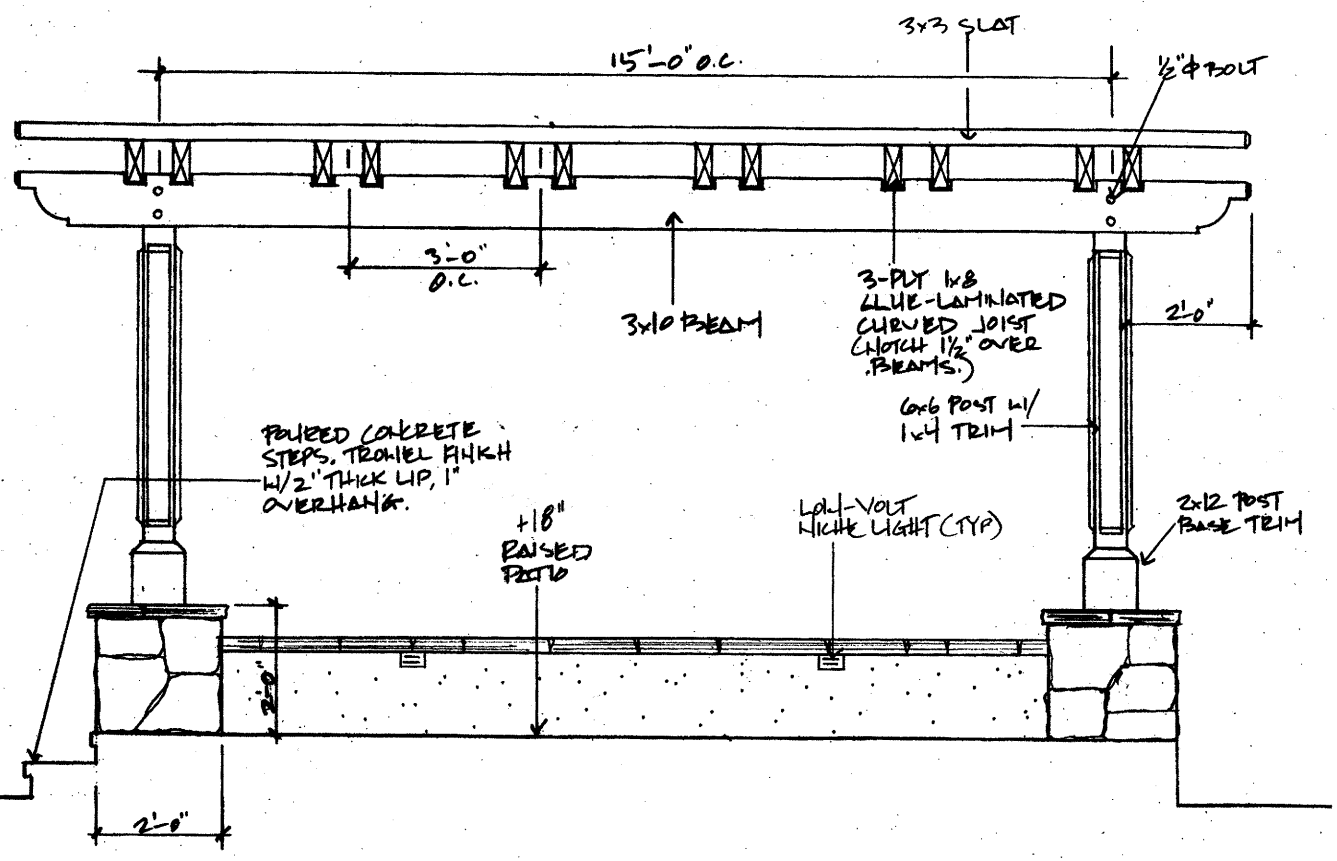 3x3 SLAT
15'-0" O.C.
½"ϕ BOLT
3'-0"
O.C.
3x10 BEAM
3-PLY 1x8
GLUE-LAMINATED
CURVED JOIST
(NOTCH 1½" OVER
BEAMS.)
2'-0"
6x6 POST W/
1x4 TRIM
POURED CONCRETE
STEPS. TROWEL FINISH
W/2" THICK LIP, 1"
OVERHANG.
+18"
RAISED
PATIO
LOW-VOLT
NICHE LIGHT (TYP)
2x12 POST
BASE TRIM
2'-0"
2'-0"